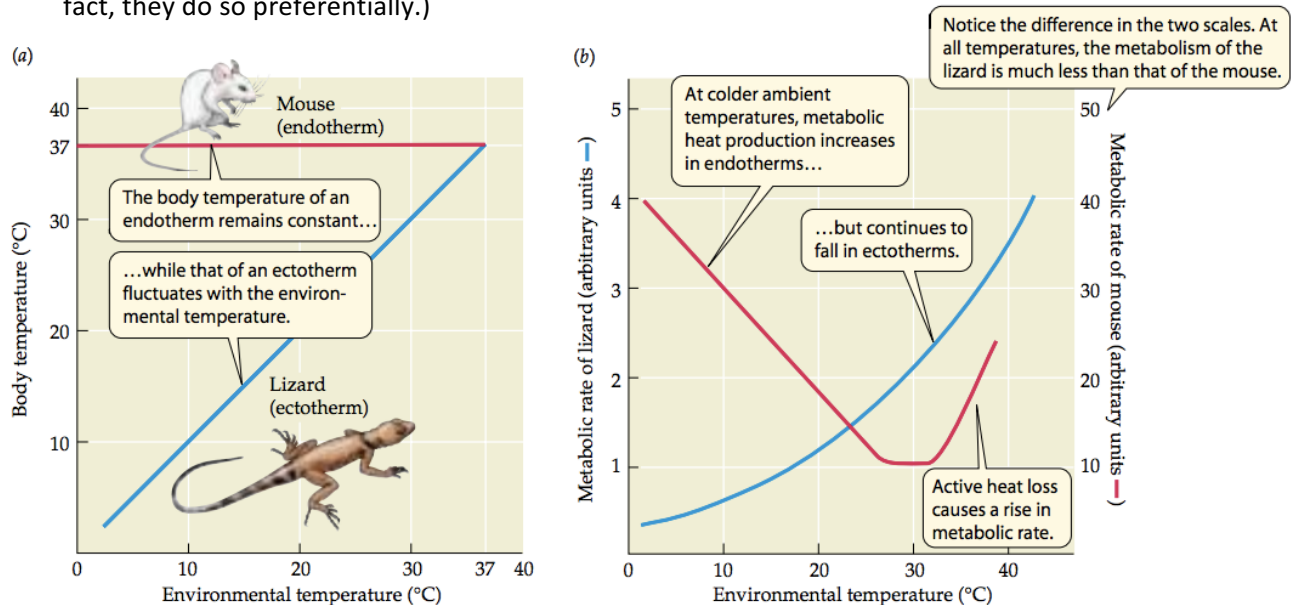 fact, they do so preferentially.)
(a)
40
37
30
20
10
Body temperature (°C)
Mouse
(endotherm)
The body temperature of an
endotherm remains constant…
…while that of an ectotherm
fluctuates with the environ-
mental temperature.
Lizard
(ectotherm)
0 10 20 30 37 40
Environmental temperature (°C)
(b)
Notice the difference in the two scales. At
all temperatures, the metabolism of the
lizard is much less than that of the mouse.
5
4
3
2
1
Metabolic rate of lizard (arbitrary units )
At colder ambient
temperatures, metabolic
heat production increases
in endotherms…
…but continues to
fall in ectotherms.
Active heat loss
causes a rise in
metabolic rate.
50
40
30
20
10
Metabolic rate of mouse (arbitrary units )
0 10 20 30 40
Environmental temperature (°C)